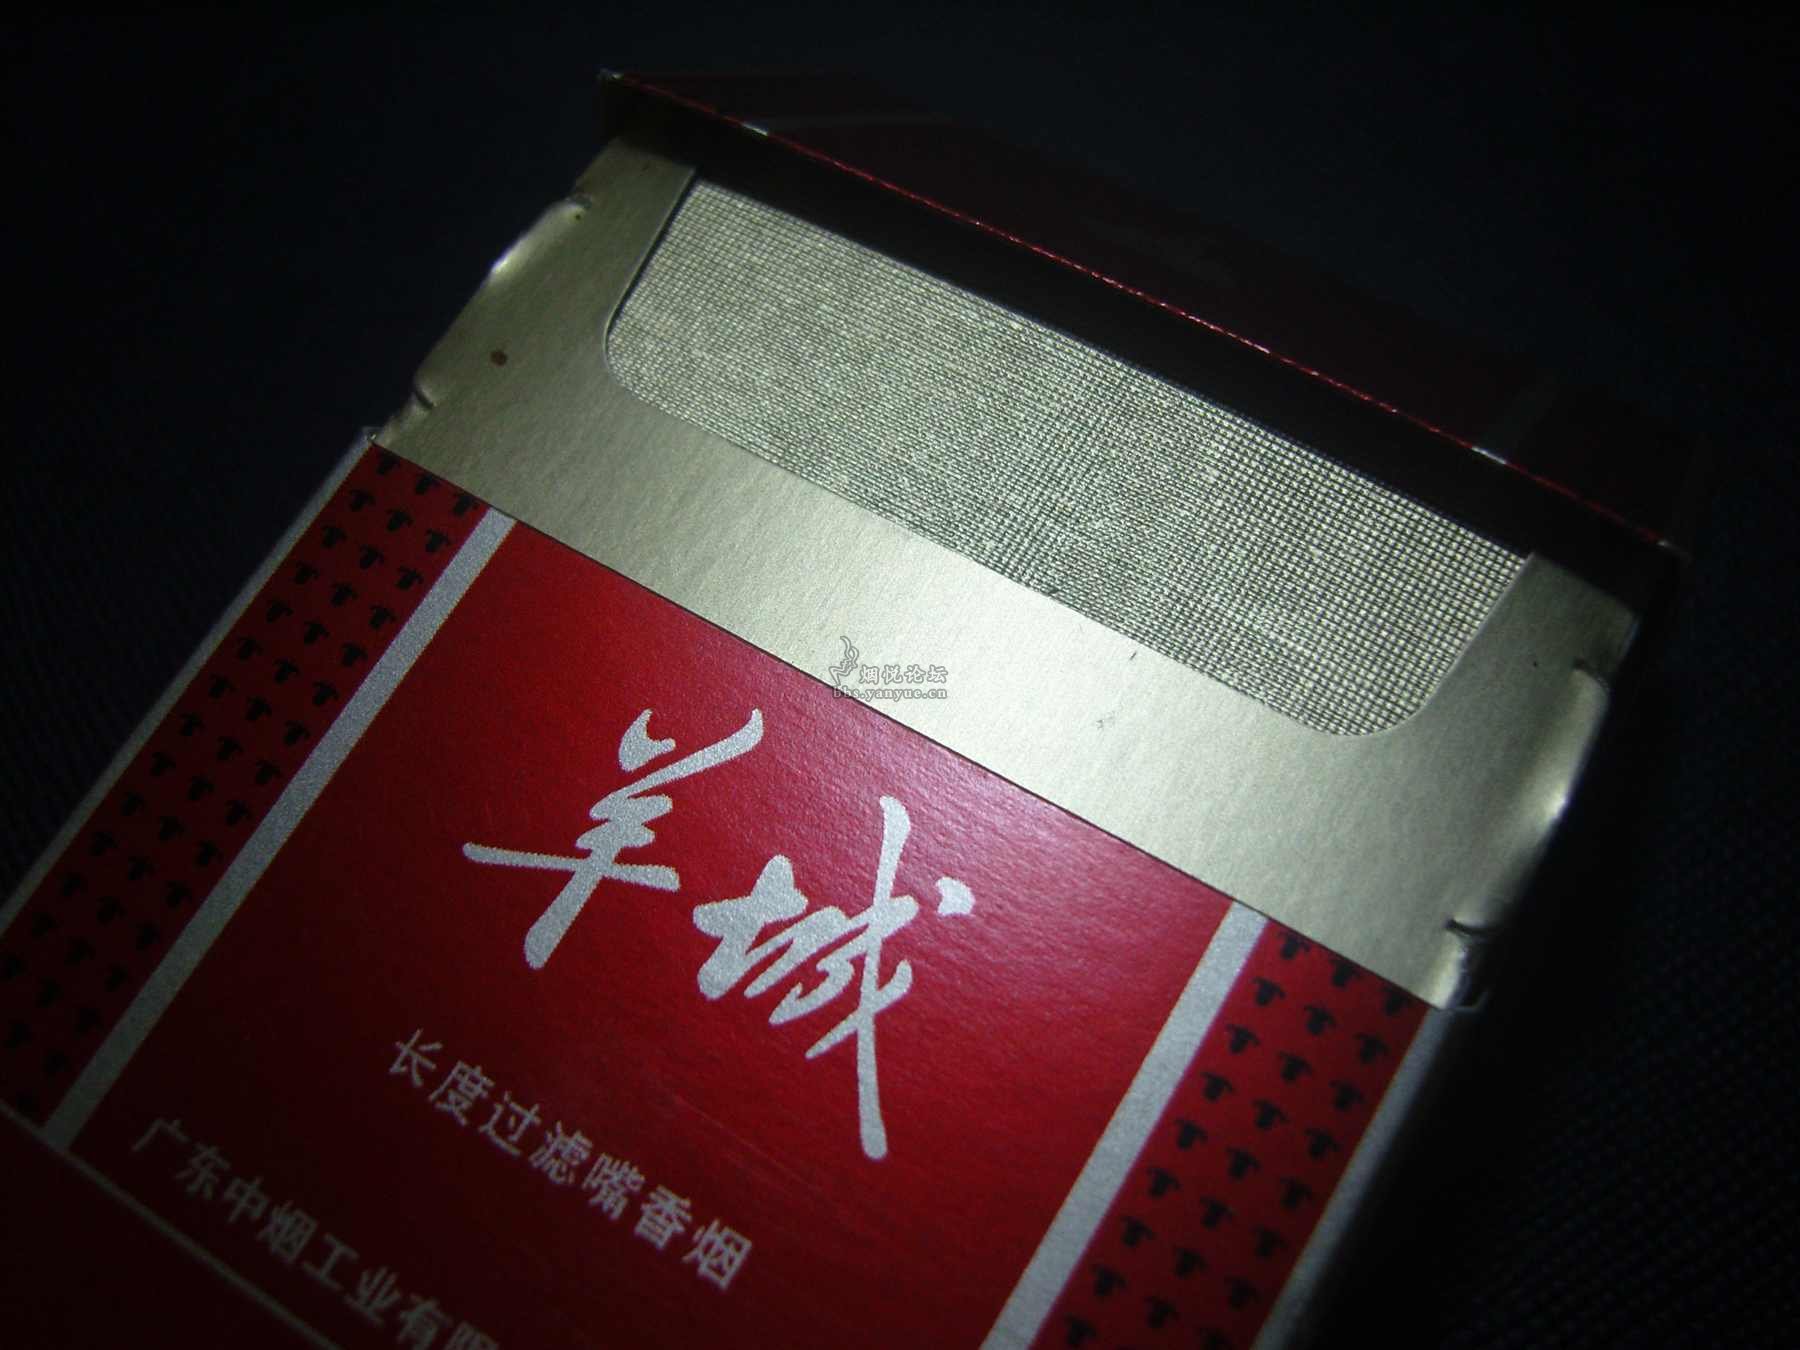 烟悦论坛
bbs.yanyue.cn
羊城
长度过滤嘴香烟
广东中烟工业有限